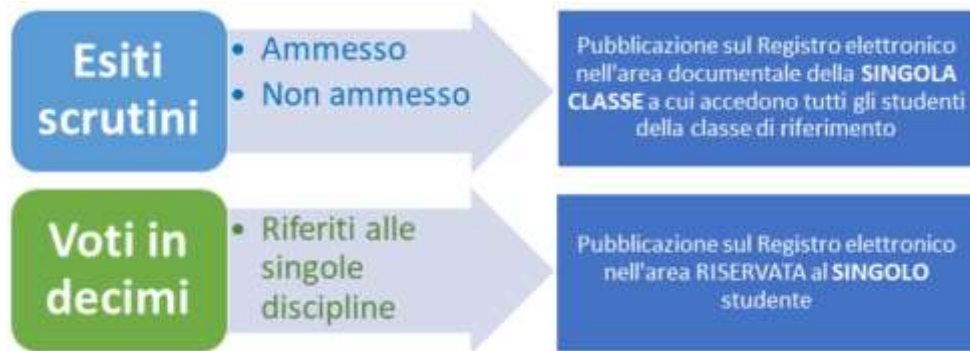 Esiti
scrutini
• Ammesso
• Non ammesso
Pubblicazione sul Registro elettronico
nell'area documentale della SINGOLA
CLASSE a cui accedono tutti gli studenti
della classe di riferimento
Voti in
decimi
• Riferiti alle
singole
discipline
Pubblicazione sul Registro elettronico
nell'area RISERVATA al SINGOLO
studente